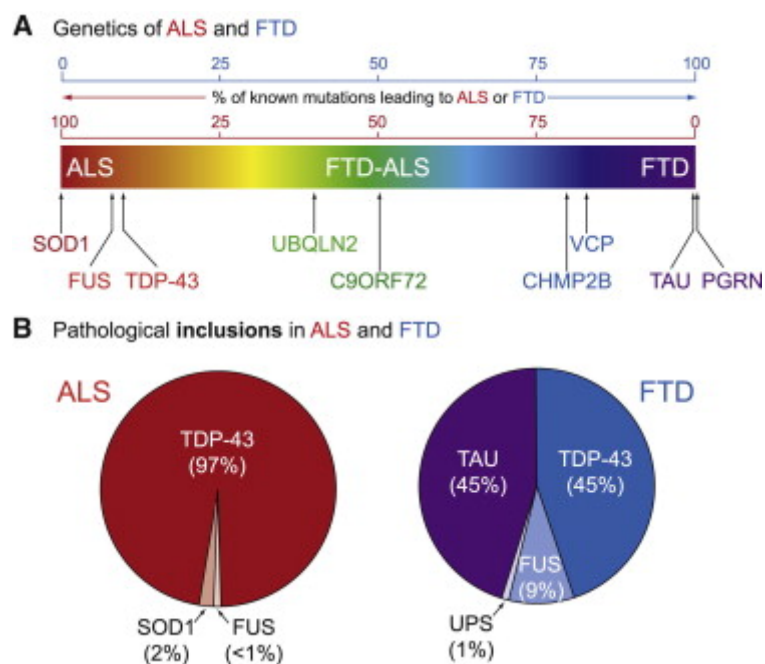 A Genetics of ALS and FTD
0 25 50 75 100
% of known mutations leading to ALS or FTD
100 75 50 25 0
ALS FTD-ALS FTD
SOD1 UBQLN2 VCP
FUS TDP-43 C9ORF72 CHMP2B TAU PGRN
B Pathological inclusions in ALS and FTD
ALS
TDP-43
(97%)
SOD1
(2%)
FUS
(<1%)
FTD
TAU
(45%)
TDP-43
(45%)
FUS
(9%)
UPS
(1%)